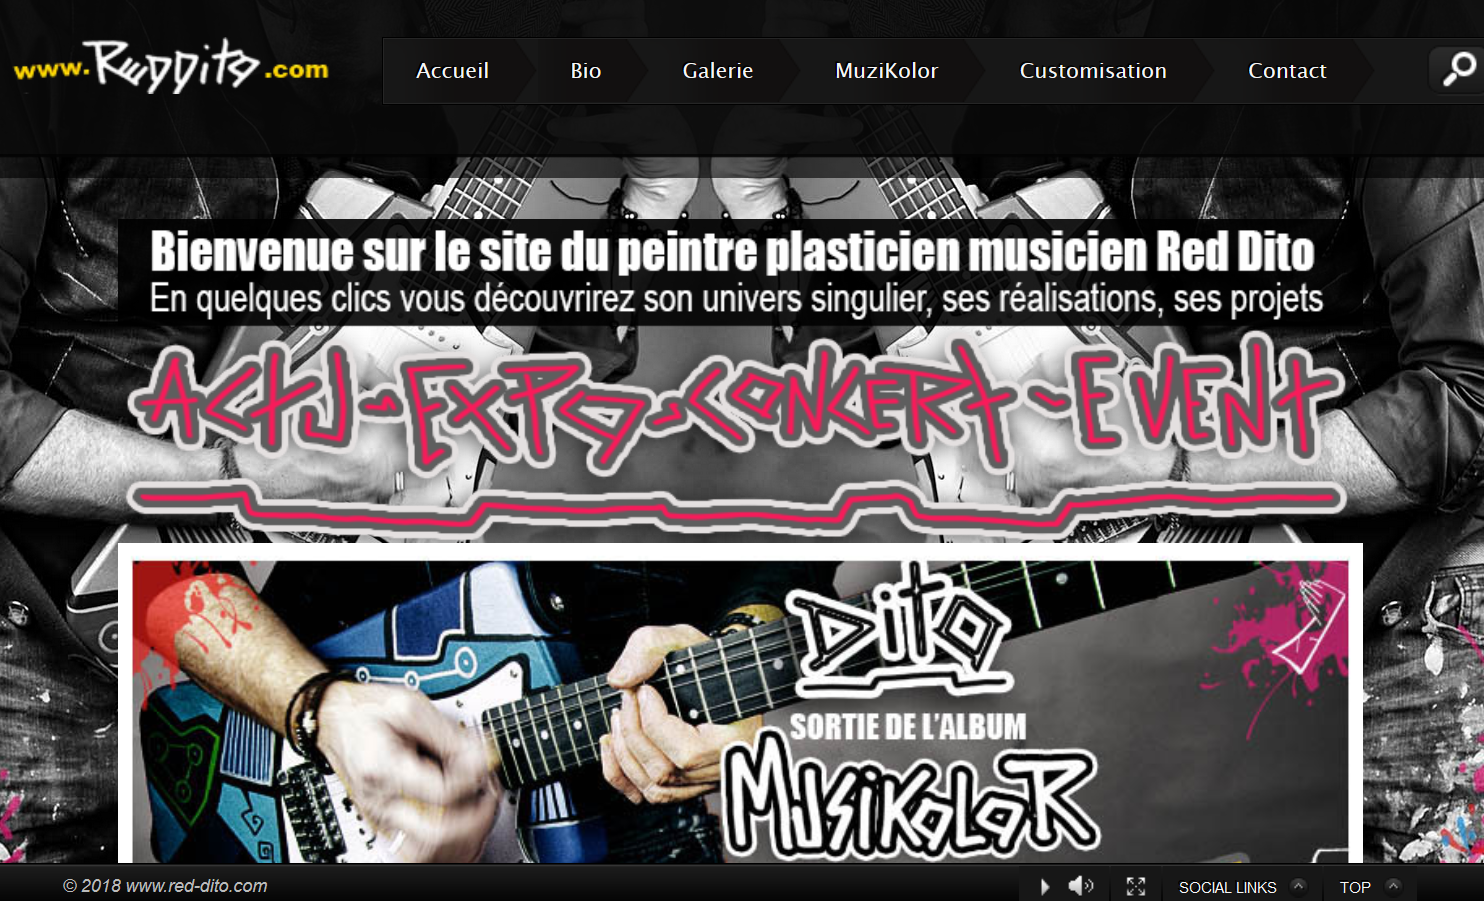 www.Reddito.com
Accueil
Bio
Galerie
MuziKolor
Customisation
Contact
Bienvenue sur le site du peintre plasticien musicien Red Dito
En quelques clics vous découvrirez son univers singulier, ses réalisations, ses projets
ACTU-EXPO-CONCERT-EVENT
DITO
SORTIE DE L'ALBUM
MUSIKOLOR
© 2018 www.red-dito.com
SOCIAL LINKS
TOP